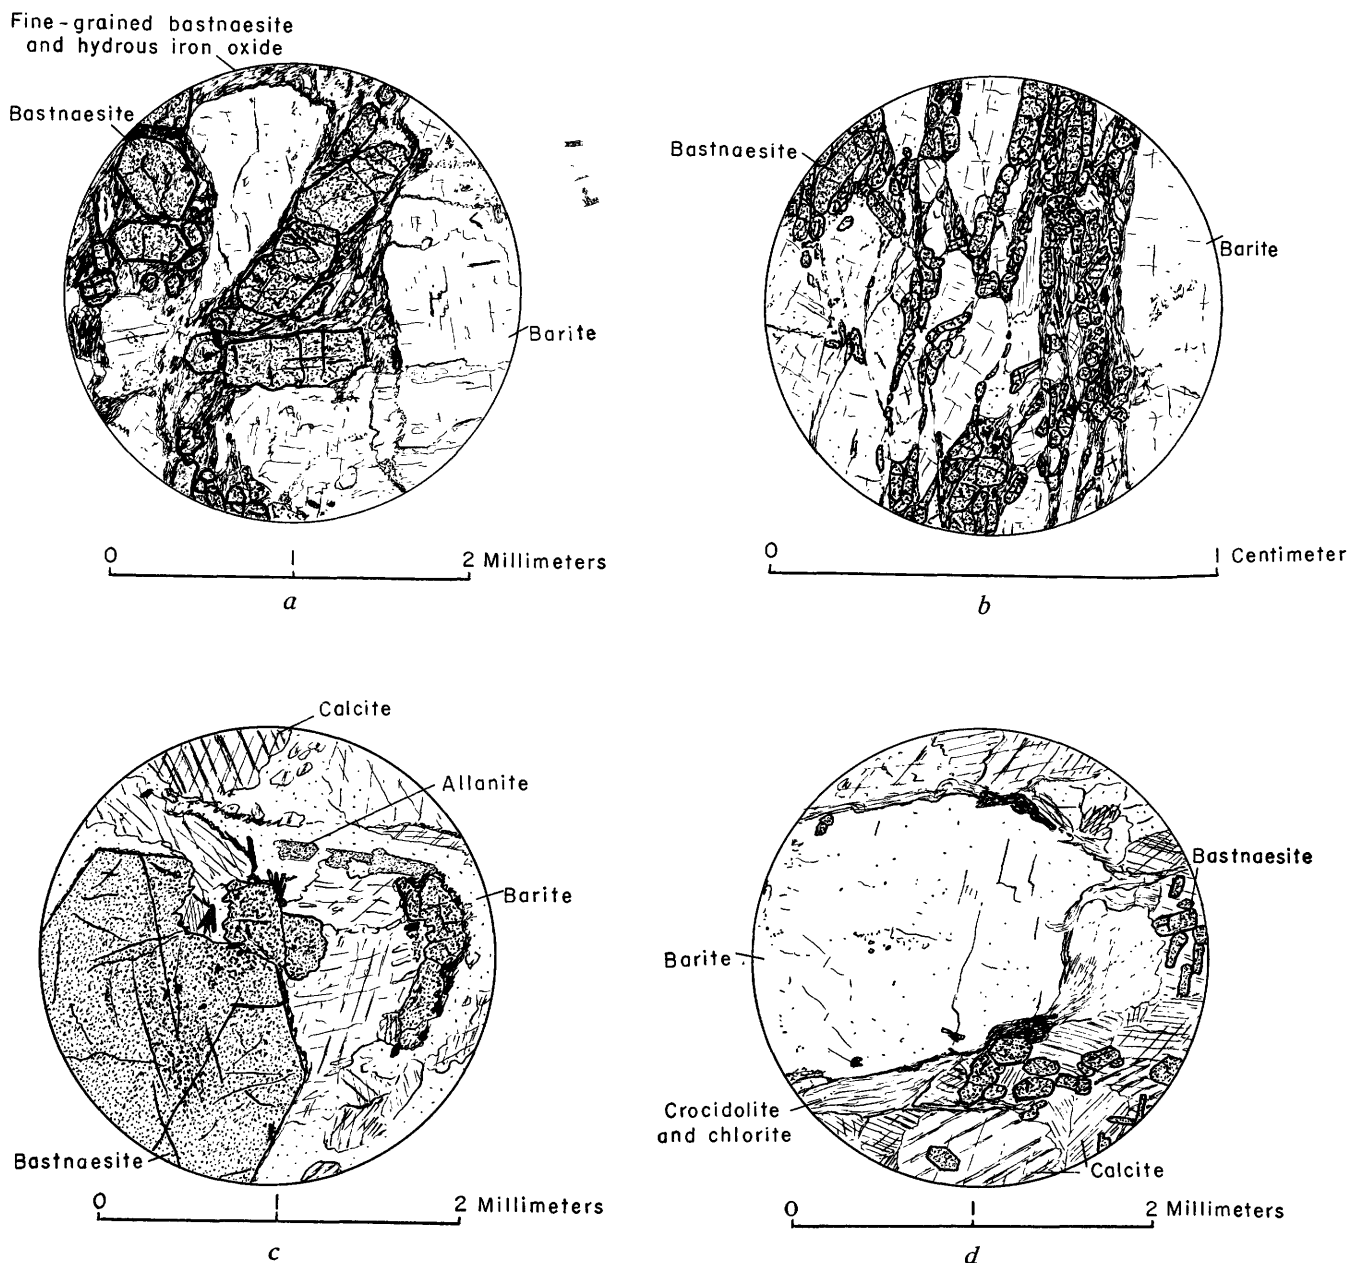 Fine-grained bastnaesite
and hydrous iron oxide
Bastnaesite
Barite
0 1 2 Millimeters
a
Bastnaesite
Barite
0 1 Centimeter
b
Calcite
Allanite
Barite
Bastnaesite
0 1 2 Millimeters
c
Bastnaesite
Barite
Crocidolite
and chlorite
Calcite
0 1 2 Millimeters
d